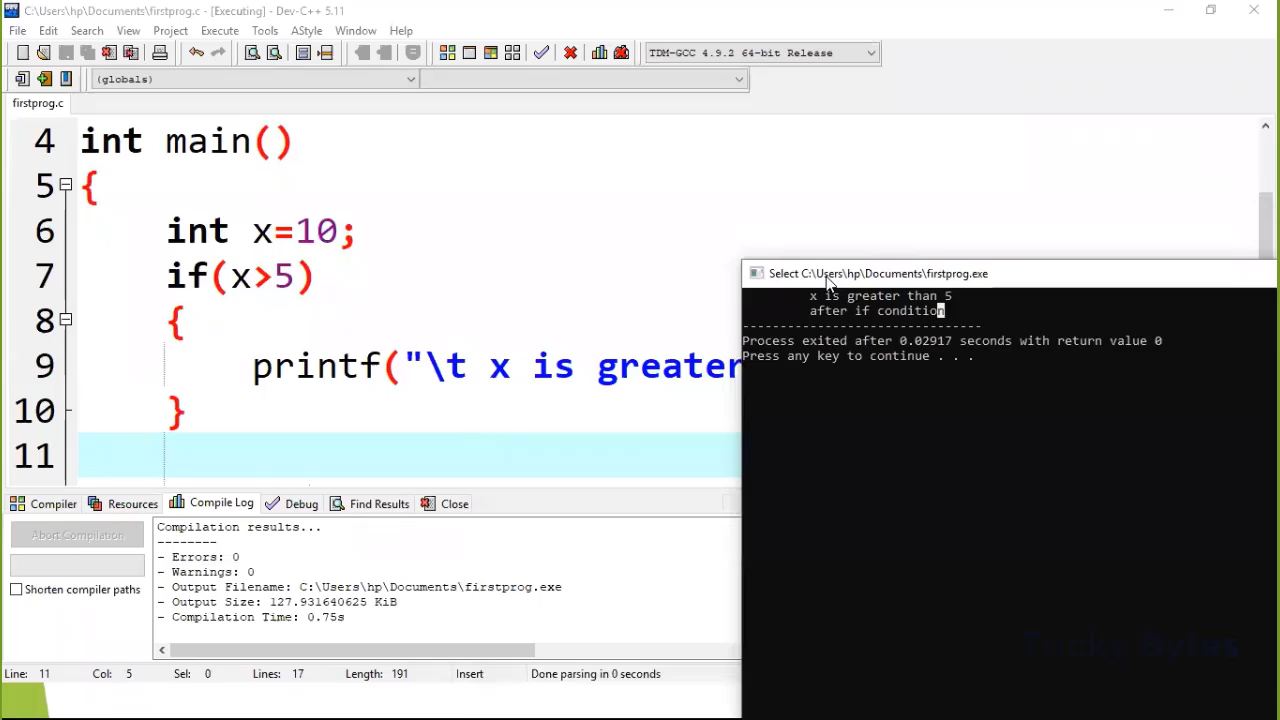 C:\Users\hp\Documents\firstprog.c - [Executing] - Dev-C++ 5.11
File Edit Search View Project Execute Tools AStyle Window Help
TDM-GCC 4.9.2 64-bit Release
(globals)
firstprog.c
4 int main()
5 {
6 int x=10;
7 if(x>5)
8 {
9 printf("\t x is greater
10 }
11
Select C:\Users\hp\Documents\firstprog.exe
x is greater than 5
after if condition
--------------------------------
Process exited after 0.02917 seconds with return value 0
Press any key to continue . . .
Compiler Resources Compile Log Debug Find Results Close
Abort Compilation
Shorten compiler paths
Compilation results...
--------
- Errors: 0
- Warnings: 0
- Output Filename: C:\Users\hp\Documents\firstprog.exe
- Output Size: 127.931640625 KiB
- Compilation Time: 0.75s
Line: 11 Col: 5 Sel: 0 Lines: 17 Length: 191 Insert Done parsing in 0 seconds